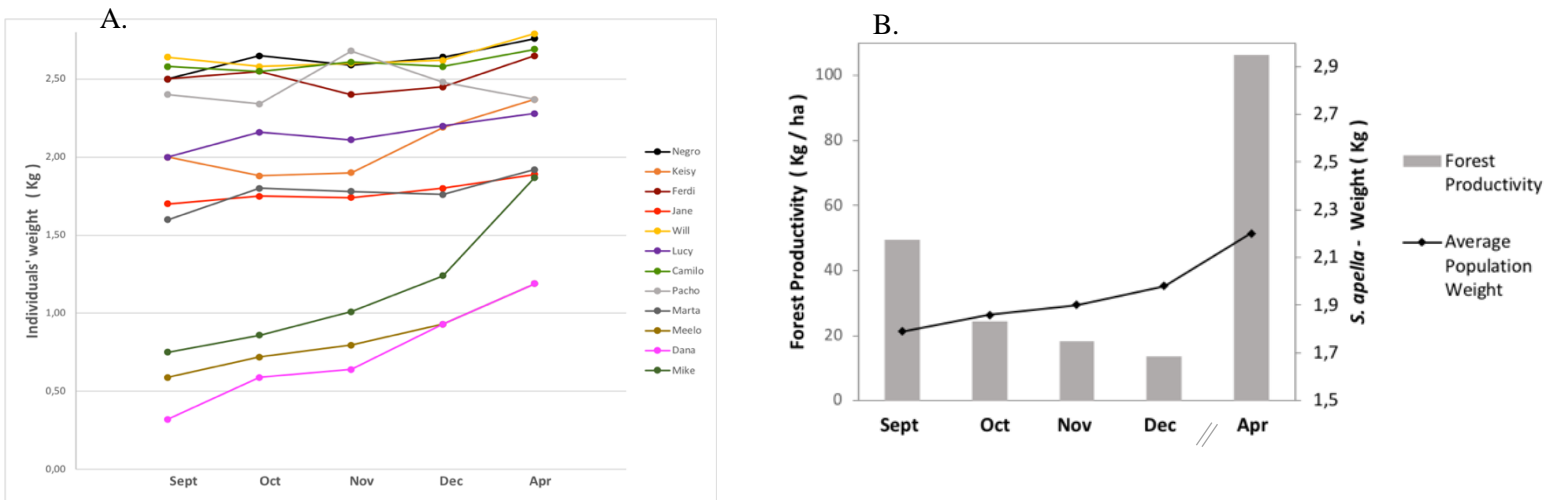 A.
Individuals' weight ( Kg )
2,50
2,00
1,50
1,00
0,50
0,00
Sept Oct Nov Dec Apr
Negro
Keisy
Ferdi
Jane
Will
Lucy
Camilo
Pacho
Marta
Meelo
Dana
Mike
B.
Forest Productivity ( Kg / ha )
100
80
60
40
20
0
Sept Oct Nov Dec // Apr
2,9
2,7
2,5
2,3
2,1
1,9
1,7
1,5
S. apella - Weight ( Kg )
Forest
Productivity
Average
Population
Weight